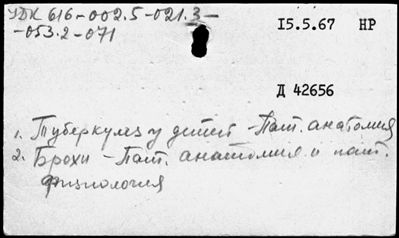 УДК 616-002.5-021.3-
-053.2-071
15.5.67 НР
Д 42656
1. Туберкулез у детей - Пат. анатомия
2. Брохи - Пат. анатомия и пат.
физиология